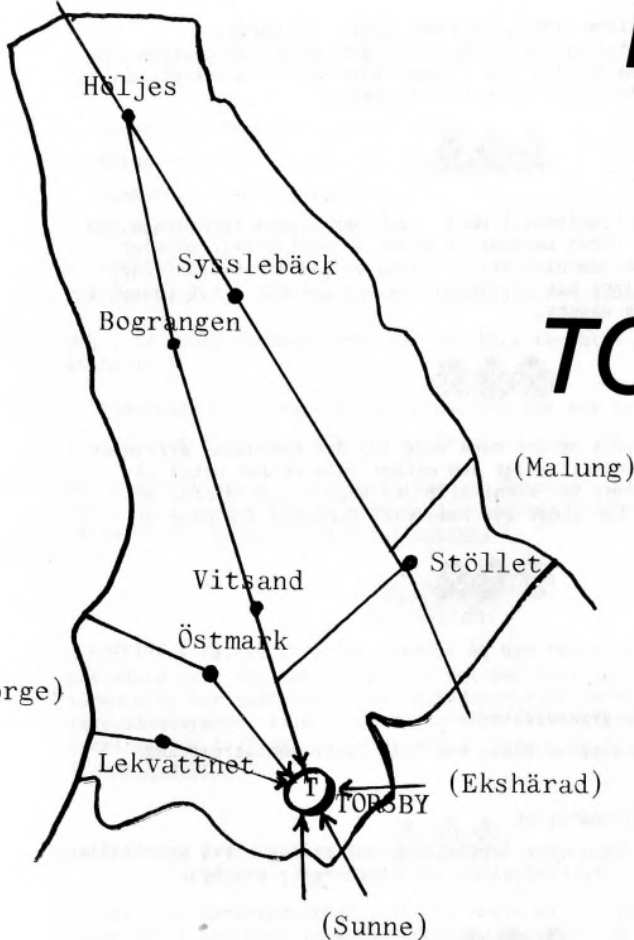 Höljes
Sysslebäck
Bograngen
TO
(Malung)
Stöllet
Vitsand
Östmark
orge)
Lekvattnet
T
TORSBY
(Ekshärad)
(Sunne)